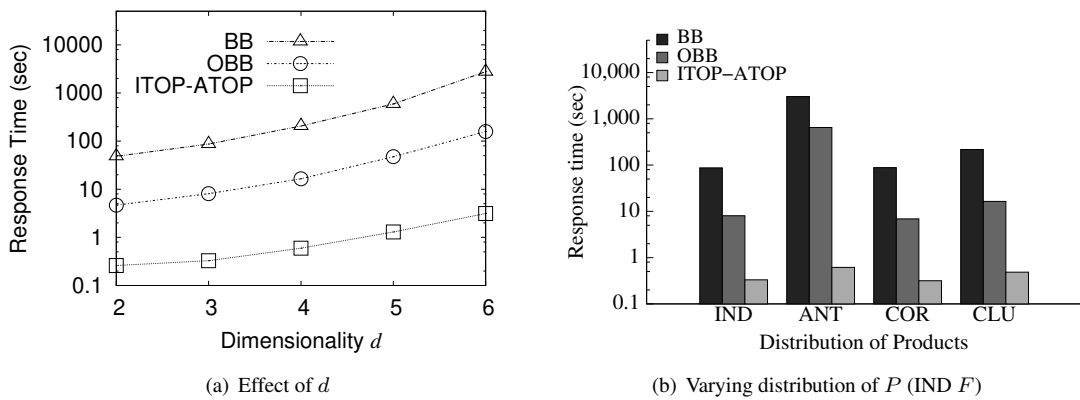 Response Time (sec)
10000
1000
100
10
1
0.1
BB
OBB
ITOP-ATOP
2 3 4 5 6
Dimensionality d
(a) Effect of d
Response time (sec)
10,000
1,000
100
10
1
0.1
BB
OBB
ITOP−ATOP
IND ANT COR CLU
Distribution of Products
(b) Varying distribution of P (IND F)